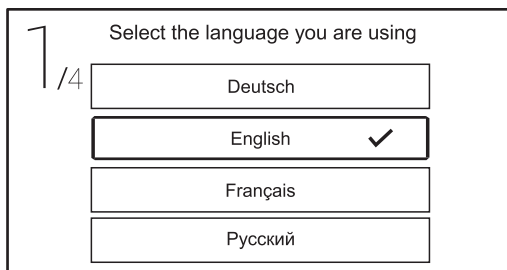 1/4
Select the language you are using
Deutsch
English
Français
Русский